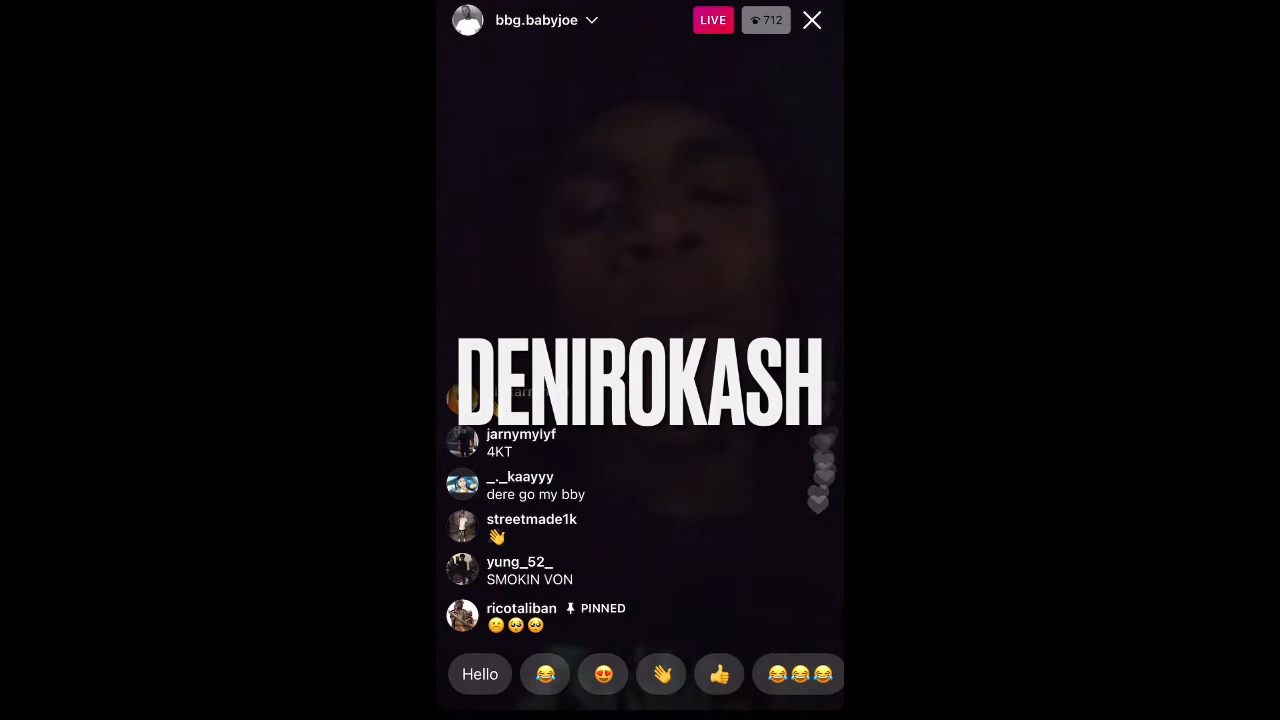 bbg.babyjoe
LIVE
712
DENIROKASH
jarnymylyf
4KT
_._kaayyy
dere go my bby
streetmade1k
👋
yung_52_
SMOKIN VON
ricotaliban PINNED
☹️🥺🥺
Hello 😂 😍 👋 👍 😂😂😂